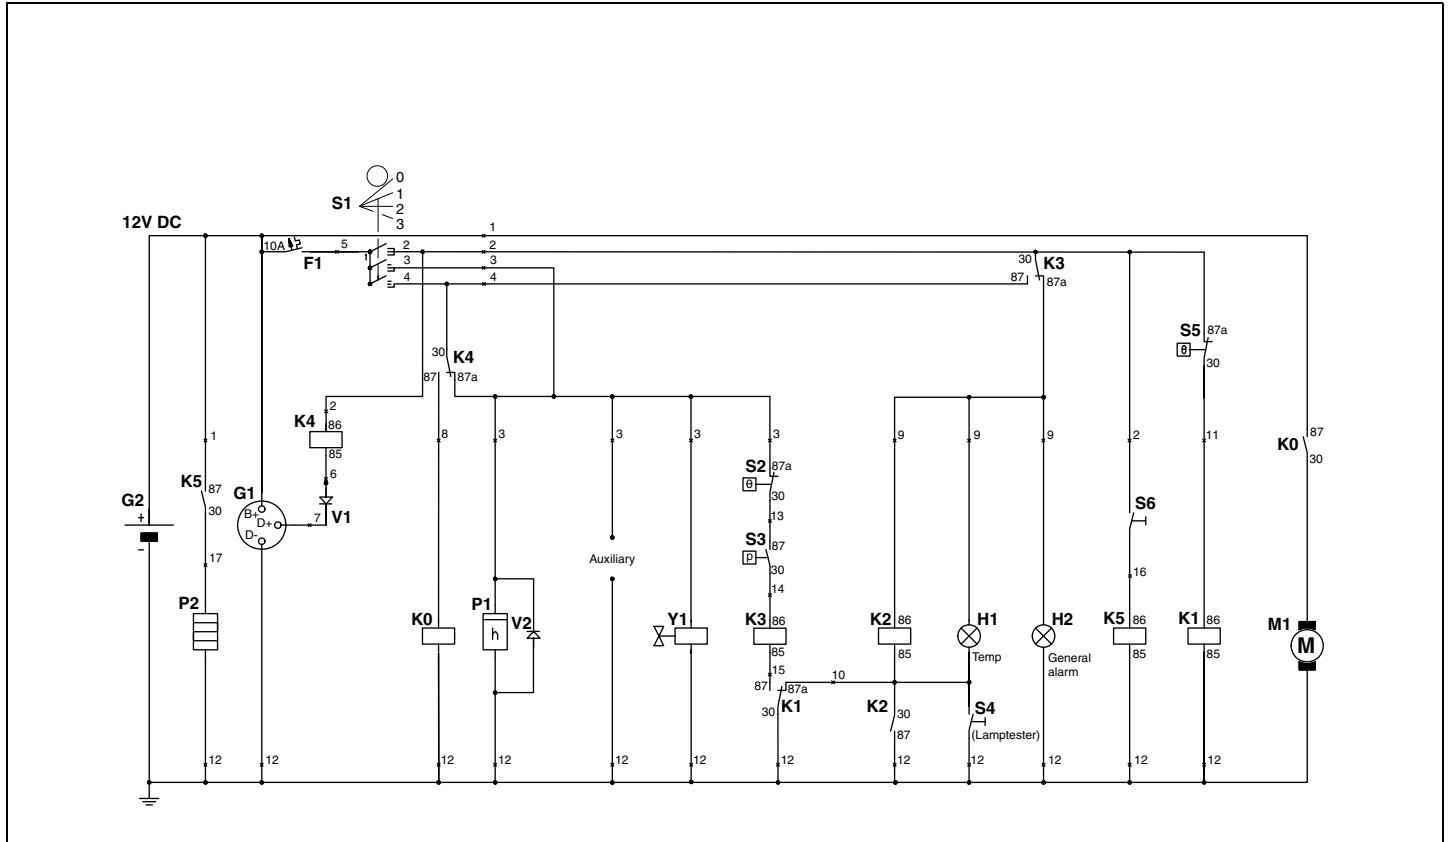 0
S1
1
2
3
12V DC
1
10A
5
2
2
F1
3
3
4
4
30
K3
87
87a
S5
87a
θ
30
30
K4
87
87a
2
K4
86
85
1
8
3
3
3
3
9
9
9
2
11
K0
87
30
6
S2
87a
θ
30
K5
87
30
G1
G2
+
-
B+
D+
D-
7
V1
13
S6
S3
87
p
30
Auxiliary
17
14
16
P2
K0
P1
h
V2
Y1
K3
86
85
K2
86
85
H1
Temp
H2
General
alarm
K5
86
85
K1
86
85
M1
M
15
87
87a
10
30
K1
K2
30
87
S4
(Lamptester)
12
12
12
12
12
12
12
12
12
12
12
12